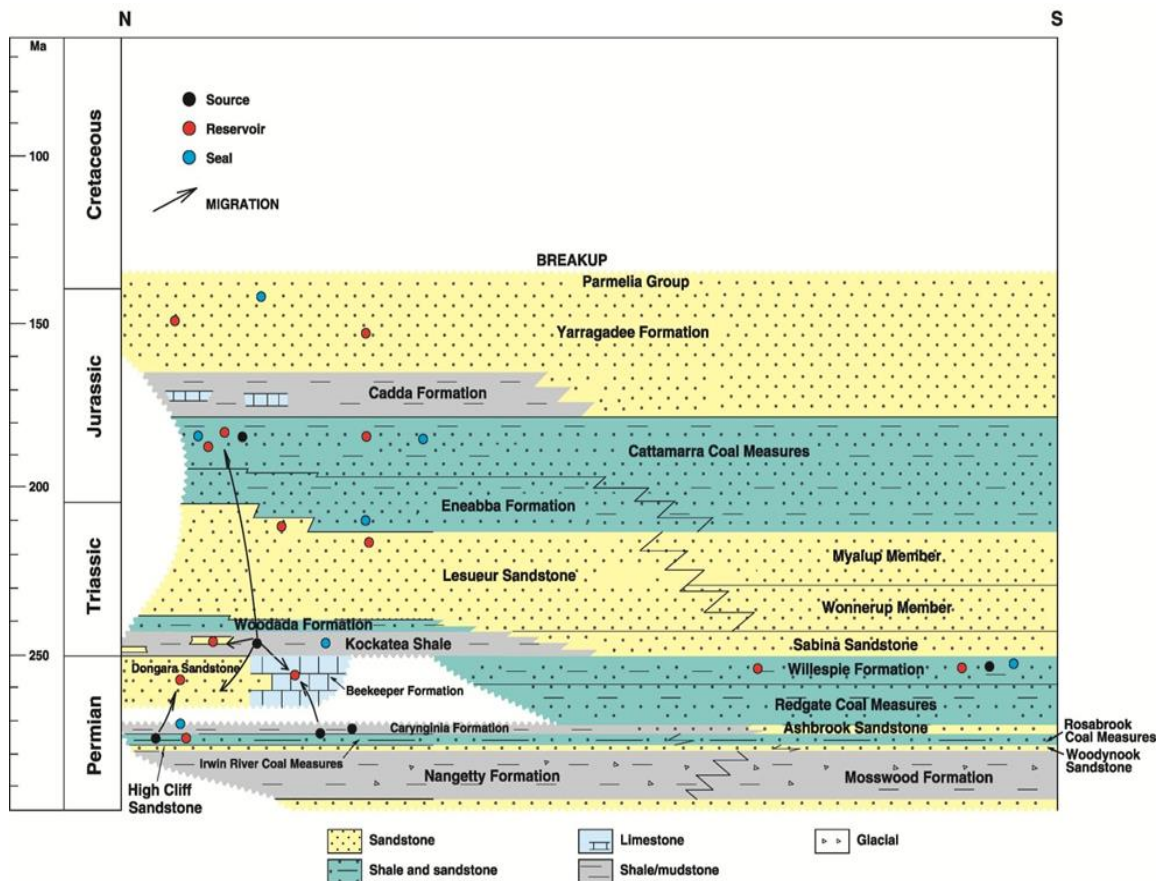 N
S
Ma
Cretaceous
Jurassic
Triassic
Permian
100
150
200
250
Source
Reservoir
Seal
MIGRATION
BREAKUP
Parmelia Group
Yarragadee Formation
Cadda Formation
Cattamarra Coal Measures
Eneabba Formation
Lesueur Sandstone
Myalup Member
Wonnerup Member
Woodada Formation
Kockatea Shale
Sabina Sandstone
Dongara Sandstone
Willespie Formation
Beekeeper Formation
Redgate Coal Measures
Carynginia Formation
Ashbrook Sandstone
Rosabrook
Coal Measures
Irwin River Coal Measures
Woodynook
Sandstone
Nangetty Formation
Mosswood Formation
High Cliff
Sandstone
Sandstone
Limestone
Glacial
Shale and sandstone
Shale/mudstone